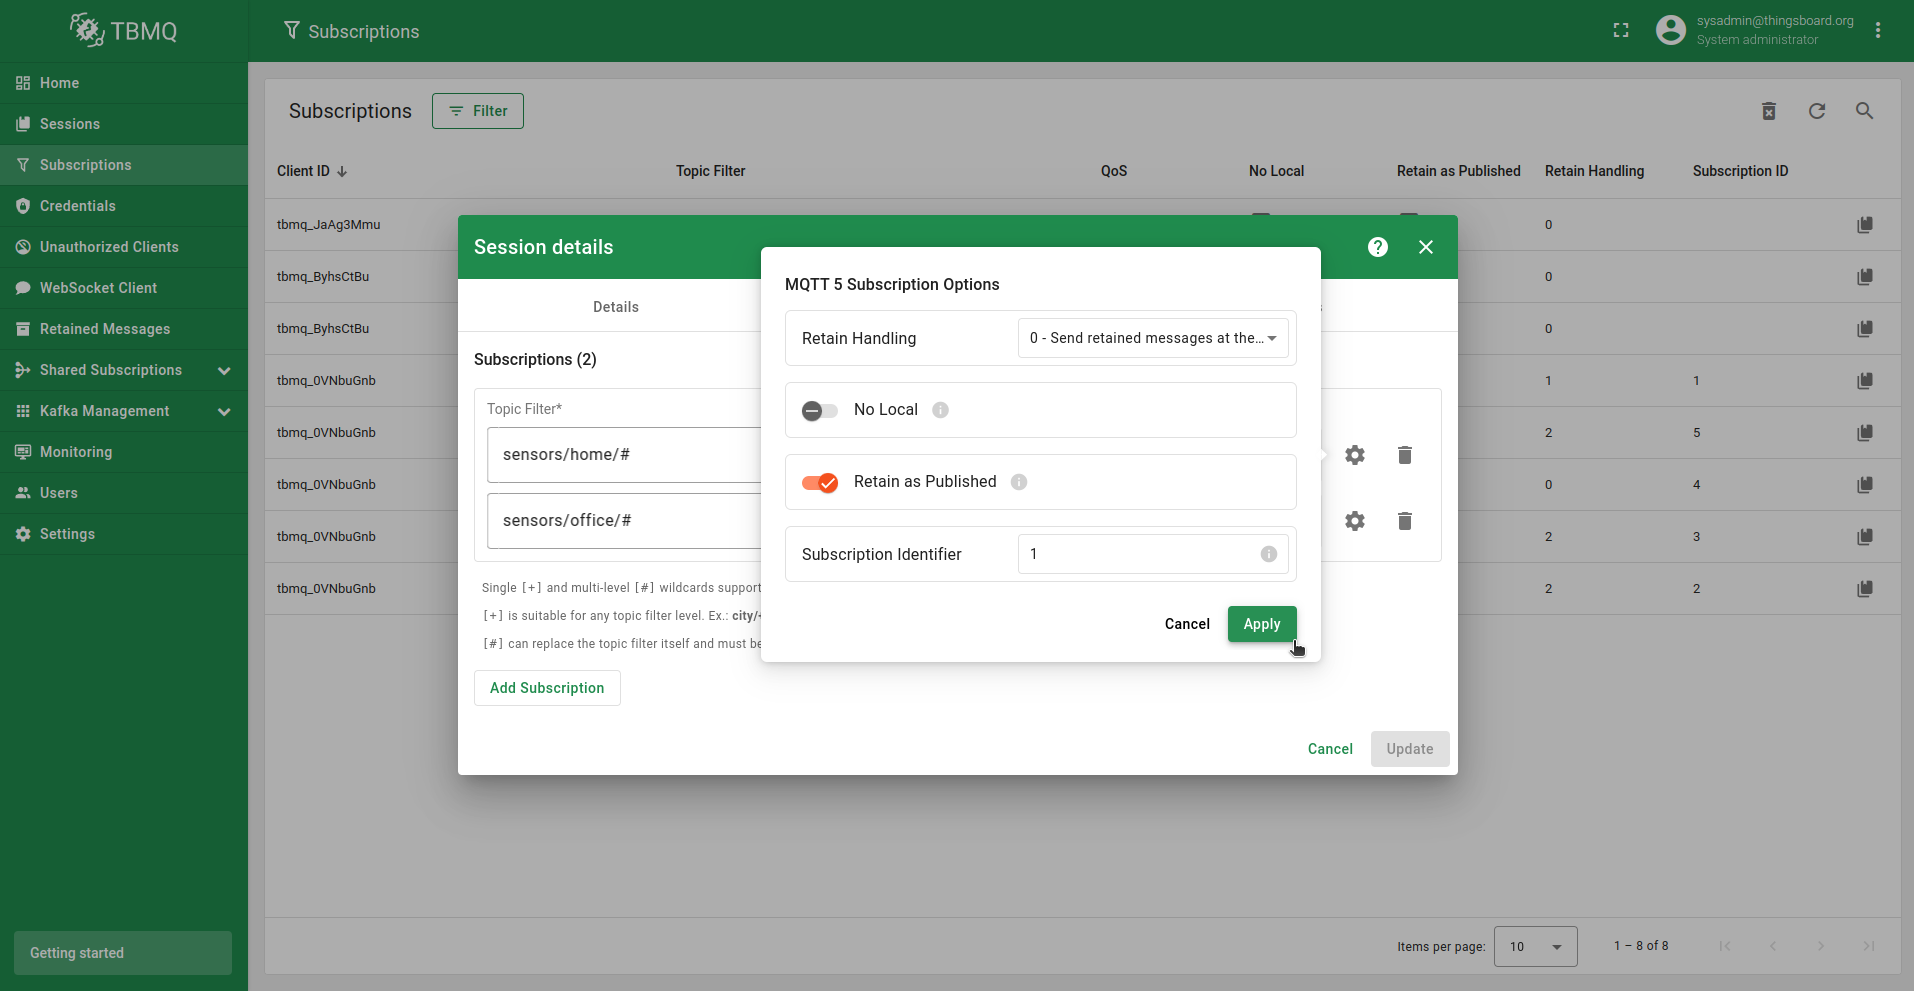 TBMQ
Subscriptions
sysadmin@thingsboard.org
System administrator
Home
Sessions
Subscriptions
Credentials
Unauthorized Clients
WebSocket Client
Retained Messages
Shared Subscriptions
Kafka Management
Monitoring
Users
Settings
Getting started
Subscriptions
Filter
Client ID Topic Filter QoS No Local Retain as Published Retain Handling Subscription ID
tbmq_JaAg3Mmu 0
tbmq_ByhsCtBu 0
tbmq_ByhsCtBu 0
tbmq_0VNbuGnb 1 1
tbmq_0VNbuGnb 2 5
tbmq_0VNbuGnb 0 4
tbmq_0VNbuGnb 2 3
tbmq_0VNbuGnb 2 2
Items per page: 10 1 – 8 of 8
Session details
Details
Subscriptions (2)
Topic Filter*
sensors/home/#
sensors/office/#
Single [+] and multi-level [#] wildcards support
[+] is suitable for any topic filter level. Ex.: city/
[#] can replace the topic filter itself and must be
Add Subscription
Cancel Update
MQTT 5 Subscription Options
Retain Handling 0 - Send retained messages at the...
No Local
Retain as Published
Subscription Identifier 1
Cancel Apply